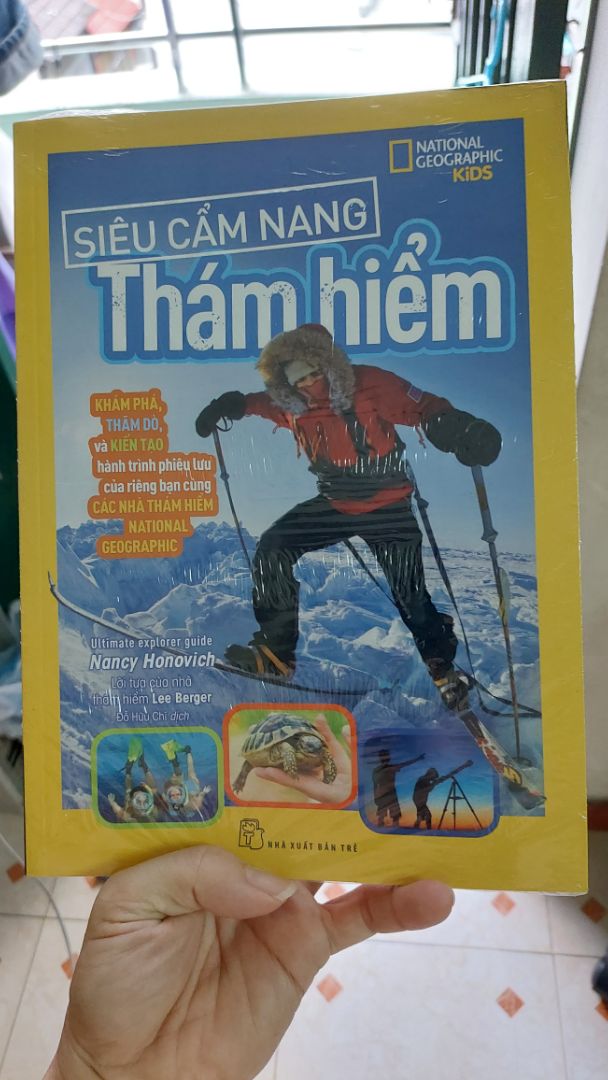 NATIONAL
GEOGRAPHIC
KiDS
SIÊU CẨM NANG
Thám hiểm
KHÁM PHÁ,
THĂM DÒ,
và KIẾN TẠO
hành trình phiêu lưu
của riêng bạn cùng
CÁC NHÀ THÁM HIỂM
NATIONAL
GEOGRAPHIC
Ultimate explorer guide
Nancy Honovich
Lời tựa của nhà
thám hiểm Lee Berger
Đỗ Hữu Chí dịch
NHÀ XUẤT BẢN TRẺ